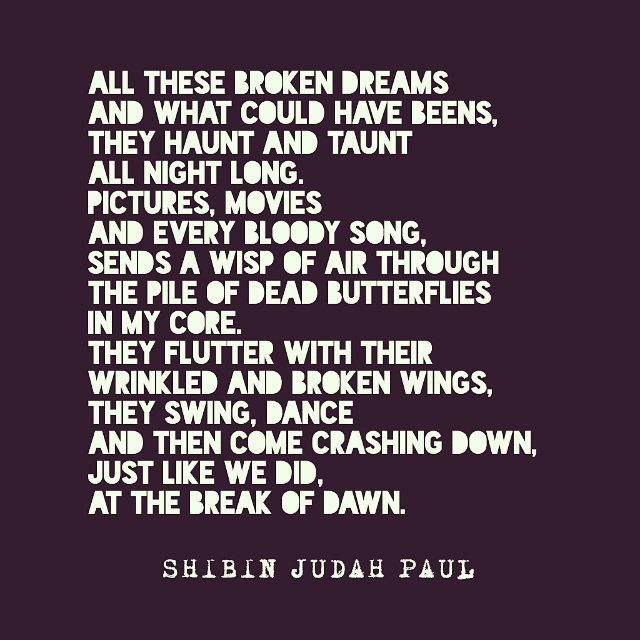 ALL THESE BROKEN DREAMS
AND WHAT COULD HAVE BEENS,
THEY HAUNT AND TAUNT
ALL NIGHT LONG.
PICTURES, MOVIES
AND EVERY BLOODY SONG,
SENDS A WISP OF AIR THROUGH
THE PILE OF DEAD BUTTERFLIES
IN MY CORE.
THEY FLUTTER WITH THEIR
WRINKLED AND BROKEN WINGS,
THEY SWING, DANCE
AND THEN COME CRASHING DOWN,
JUST LIKE WE DID,
AT THE BREAK OF DAWN.
SHIBIN JUDAH PAUL